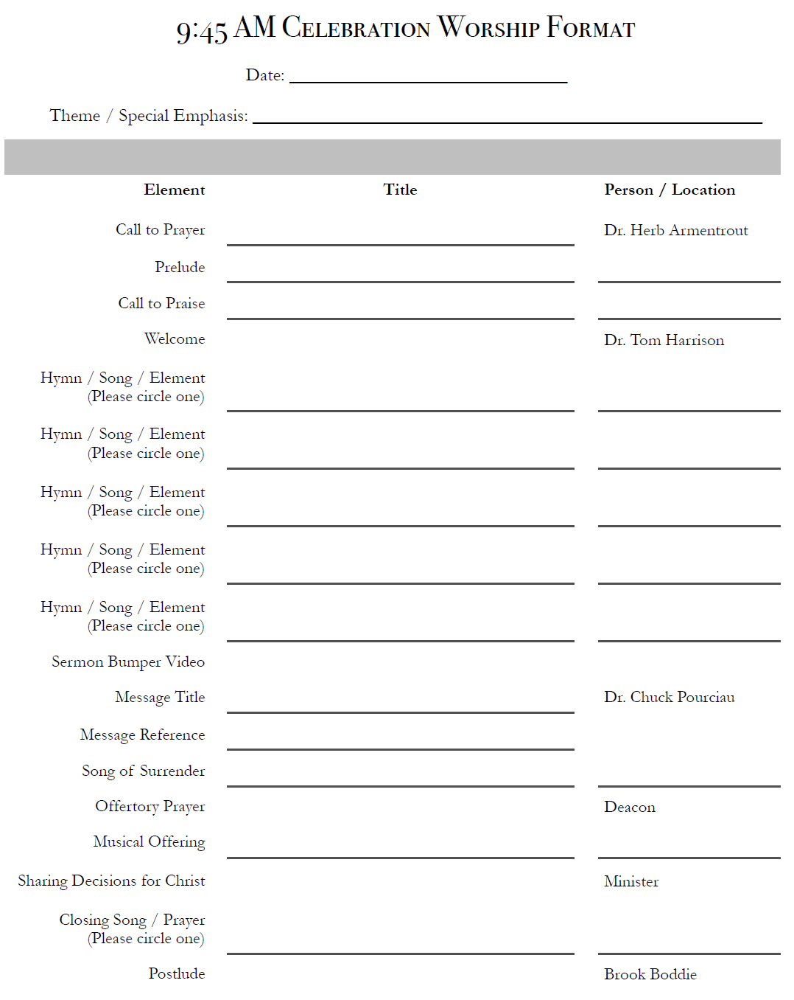 9:45 AM Celebration Worship Format
Date:
Theme / Special Emphasis:
Element Title Person / Location
Call to Prayer Dr. Herb Armentrout
Prelude
Call to Praise
Welcome Dr. Tom Harrison
Hymn / Song / Element
(Please circle one)
Hymn / Song / Element
(Please circle one)
Hymn / Song / Element
(Please circle one)
Hymn / Song / Element
(Please circle one)
Hymn / Song / Element
(Please circle one)
Sermon Bumper Video
Message Title Dr. Chuck Pourciau
Message Reference
Song of Surrender
Offertory Prayer Deacon
Musical Offering
Sharing Decisions for Christ Minister
Closing Song / Prayer
(Please circle one)
Postlude Brook Boddie